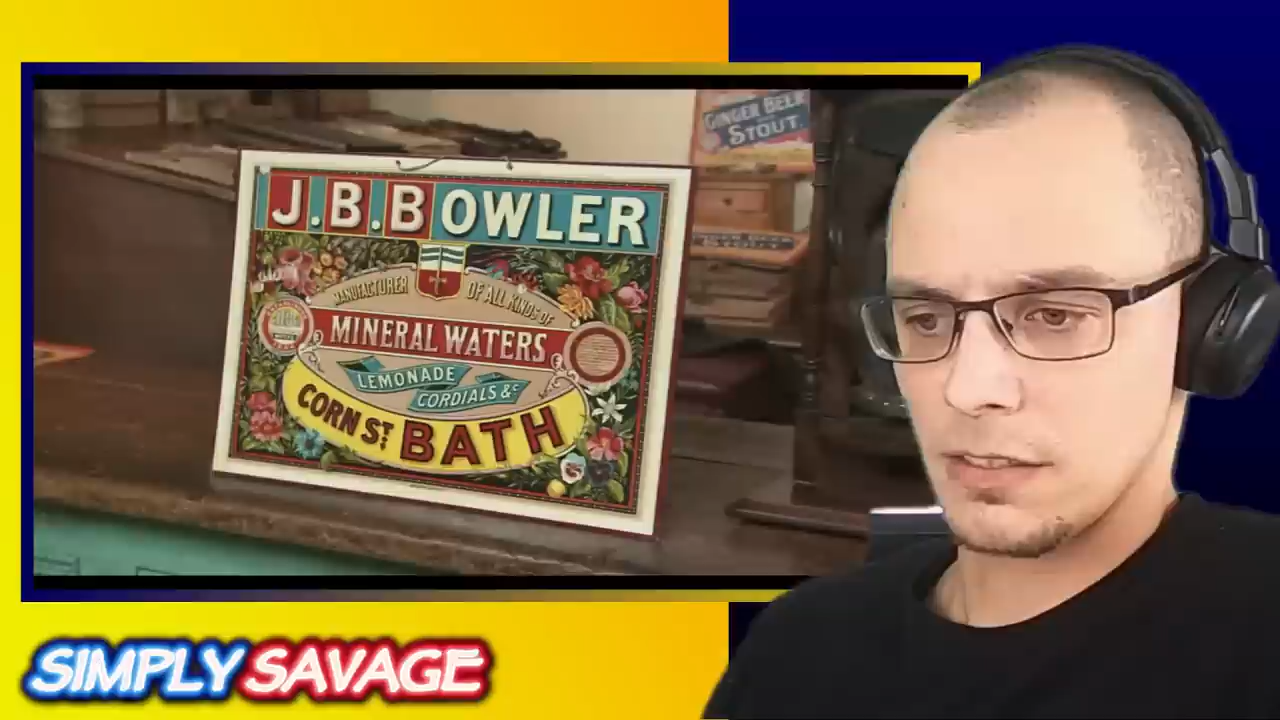 GINGER BEER
STOUT.
J.B.BOWLER
MANUFACTURER OF ALL KINDS OF
MINERAL WATERS
LEMONADE
CORDIALS &c
CORN ST. BATH
SIMPLY SAVAGE